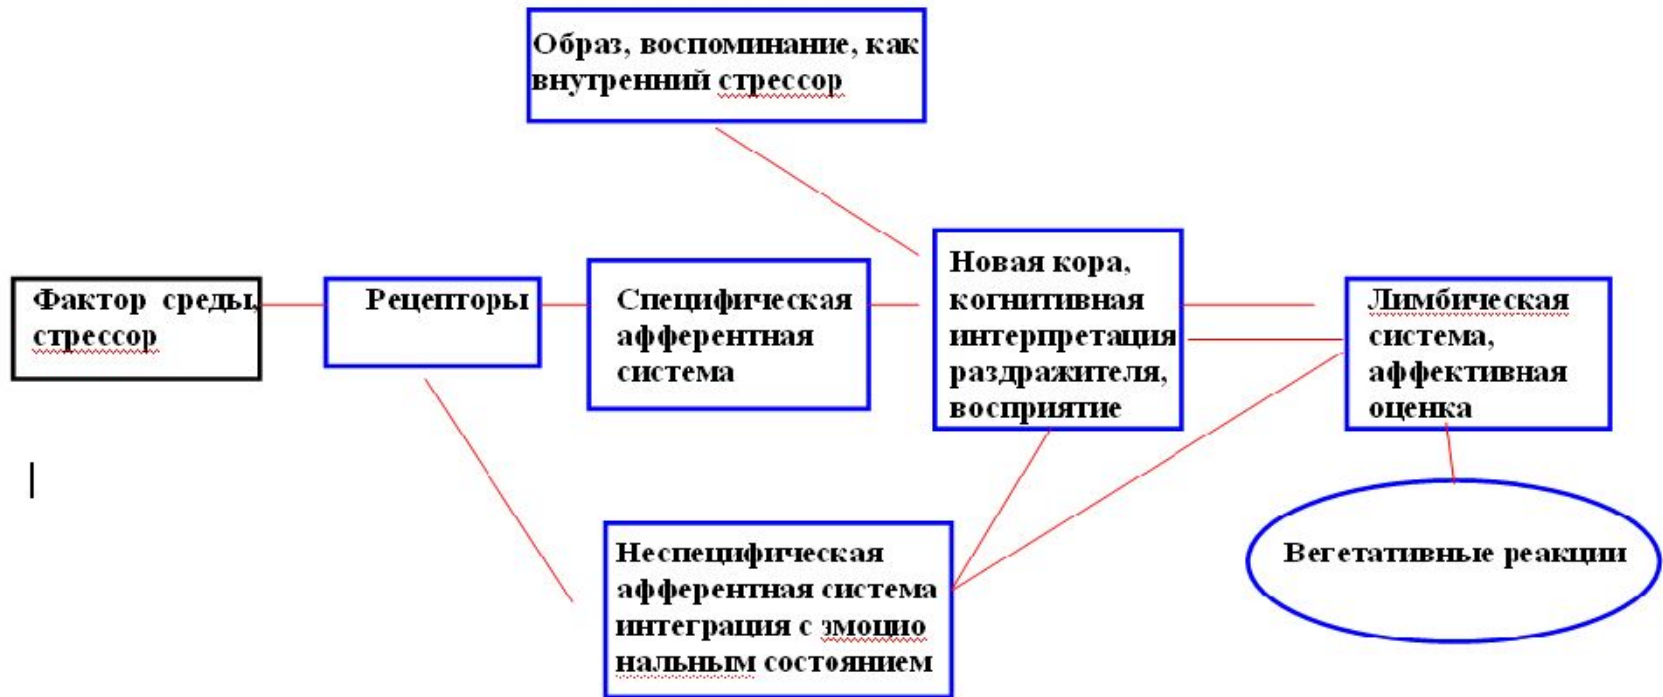 Образ, воспоминание, как
внутренний стрессор
Фактор среды,
стрессор
Рецепторы
Специфическая
афферентная
система
Новая кора,
когнитивная
интерпретация
раздражителя,
восприятие
Лимбическая
система,
аффективная
оценка
Неспецифическая
афферентная система
интеграция с эмоцио
нальным состоянием
Вегетативные реакции